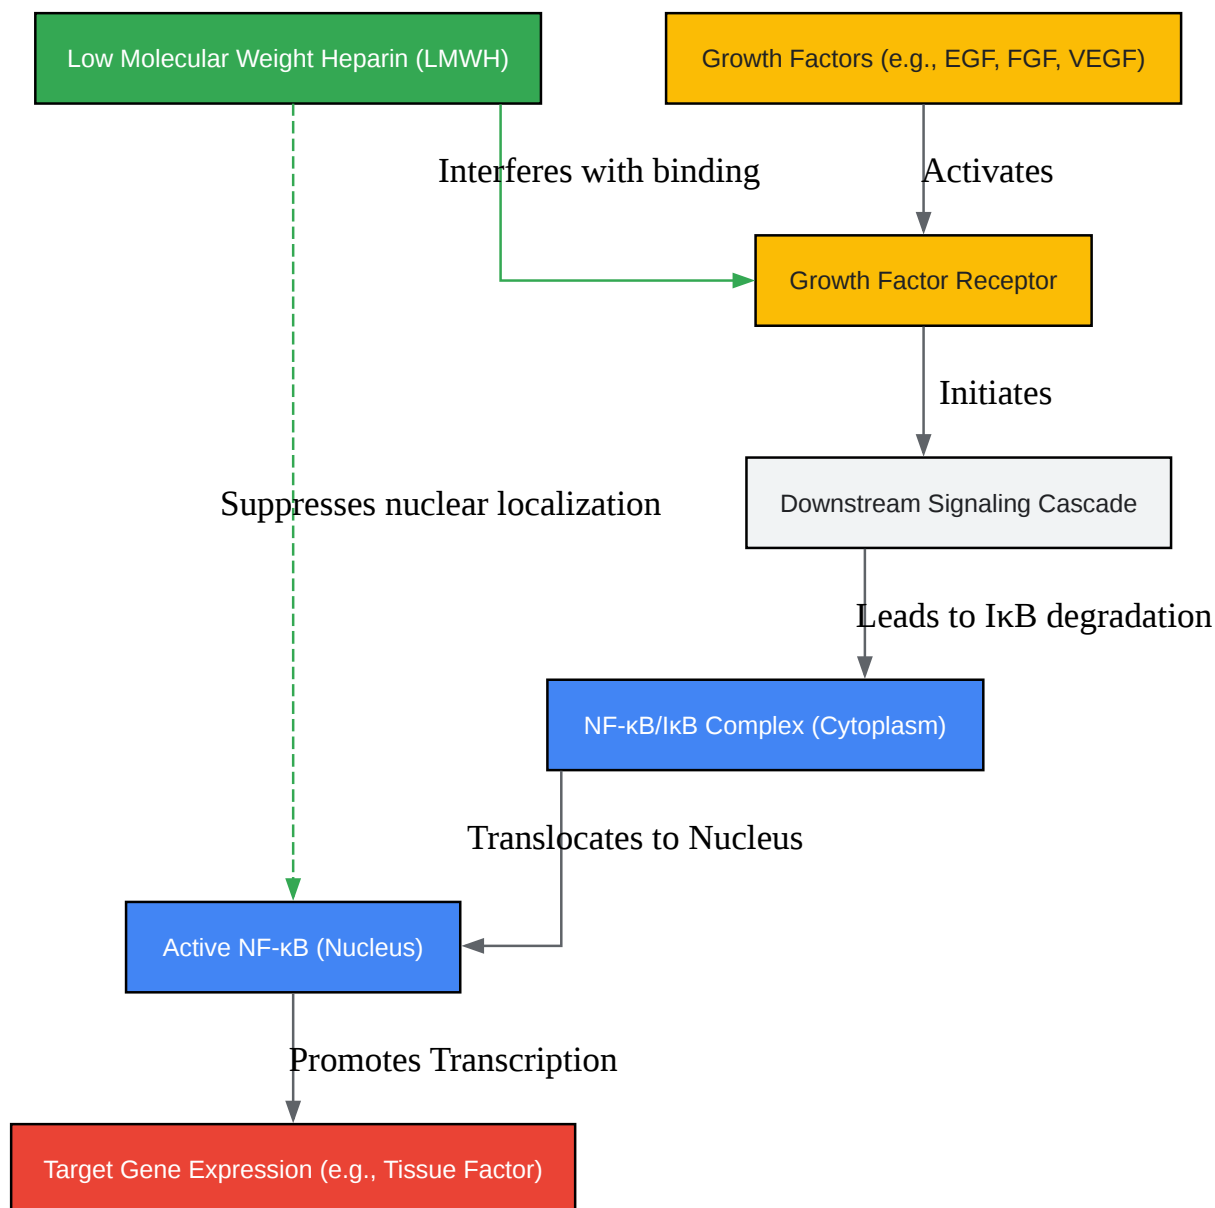 Low Molecular Weight Heparin (LMWH)
Growth Factors (e.g., EGF, FGF, VEGF)
Interferes with binding
Activates
Growth Factor Receptor
Initiates
Suppresses nuclear localization
Downstream Signaling Cascade
Leads to IκB degradation
NF-κB/IκB Complex (Cytoplasm)
Translocates to Nucleus
Active NF-κB (Nucleus)
Promotes Transcription
Target Gene Expression (e.g., Tissue Factor)